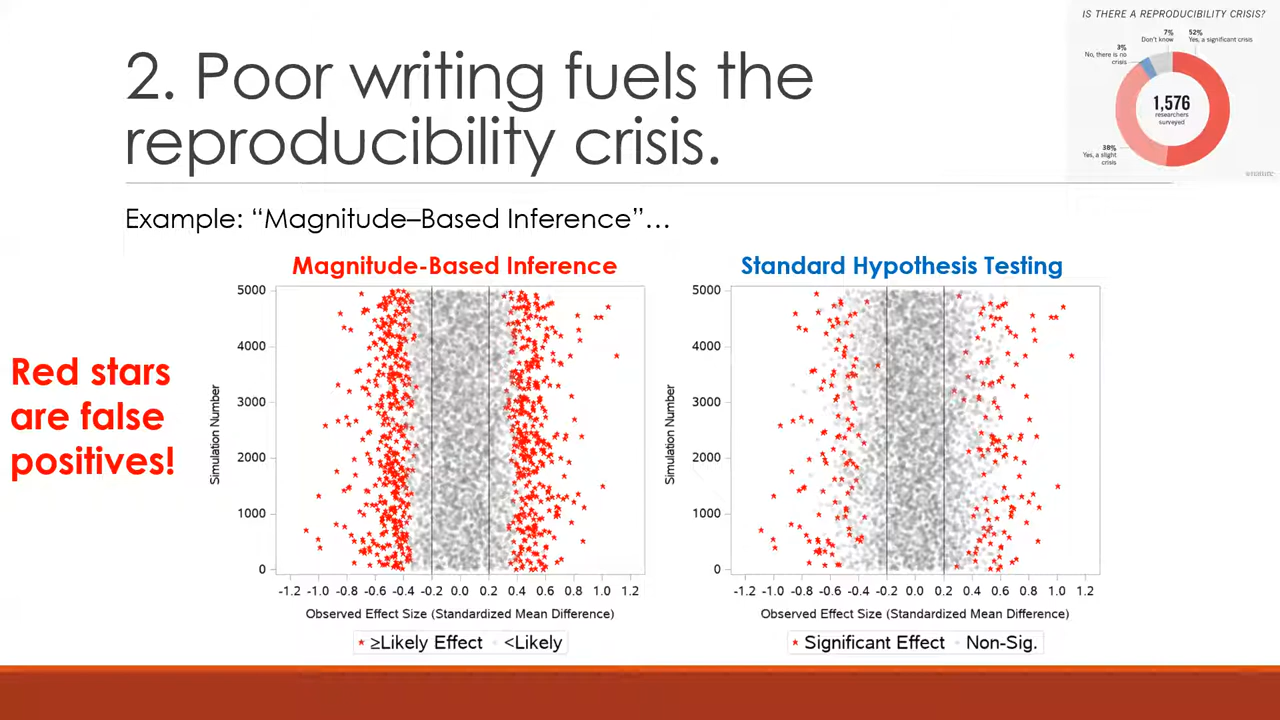 2. Poor writing fuels the
reproducibility crisis.
IS THERE A REPRODUCIBILITY CRISIS?
7%
Don't know
52%
Yes, a significant crisis
3%
No, there is no
crisis
1,576
researchers
surveyed
38%
Yes, a slight
crisis
©nature
Example: “Magnitude–Based Inference”…
Red stars
are false
positives!
Magnitude-Based Inference
Simulation Number
5000
4000
3000
2000
1000
0
-1.2 -1.0 -0.8 -0.6 -0.4 -0.2 0.0 0.2 0.4 0.6 0.8 1.0 1.2
Observed Effect Size (Standardized Mean Difference)
≥Likely Effect <Likely
Standard Hypothesis Testing
Simulation Number
5000
4000
3000
2000
1000
0
-1.2 -1.0 -0.8 -0.6 -0.4 -0.2 0.0 0.2 0.4 0.6 0.8 1.0 1.2
Observed Effect Size (Standardized Mean Difference)
Significant Effect Non-Sig.